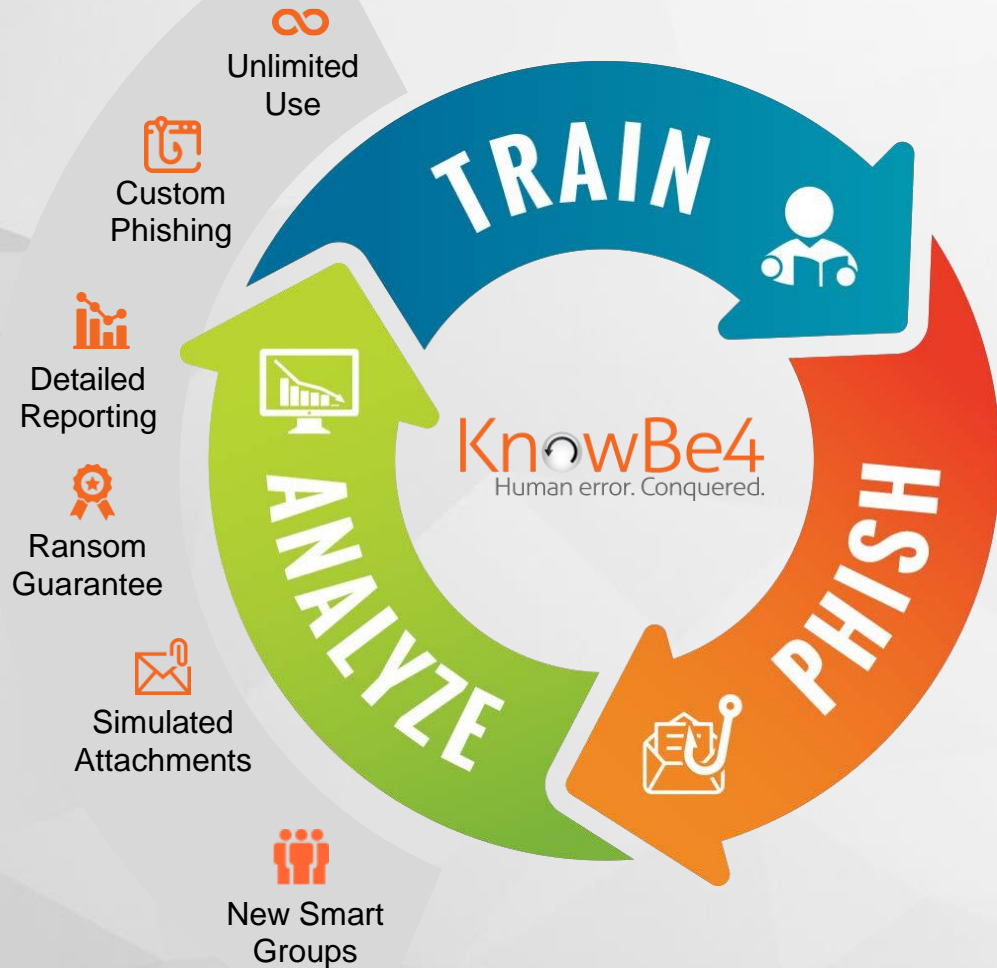 Unlimited
Use
Custom
Phishing
Detailed
Reporting
Ransom
Guarantee
Simulated
Attachments
New Smart
Groups
TRAIN
PHISH
ANALYZE
KnowBe4
Human error. Conquered.